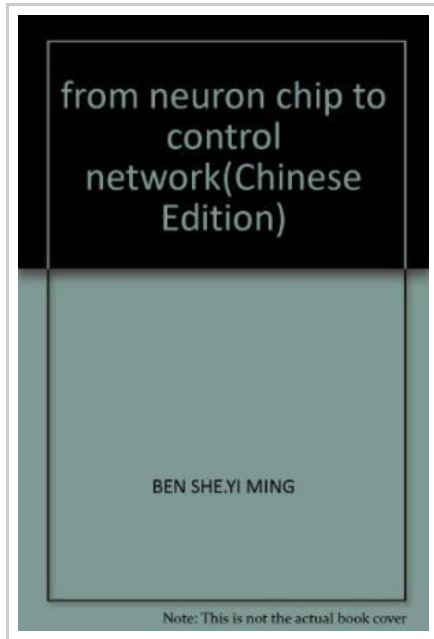 from neuron chip to
control
network(Chinese
Edition)
BEN SHE.YI MING
Note: This is not the actual book cover